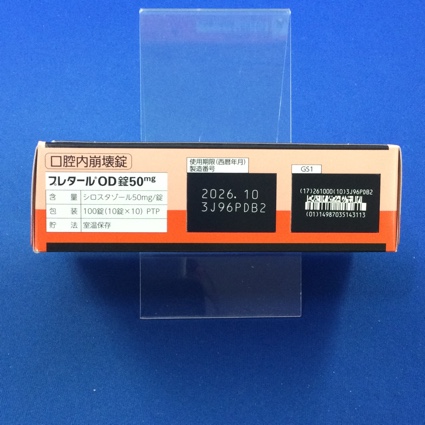 口腔内崩壊錠
プレタール®OD錠50mg
含 量 シロスタゾール50mg/錠
包 装 100錠(10錠×10) PTP
貯 法 室温保存
使用期限(西暦年月)
製造番号
2026.10
3J96PDB2
GS1
(17)261000(10)3J96PDB2
(01)14987035143113